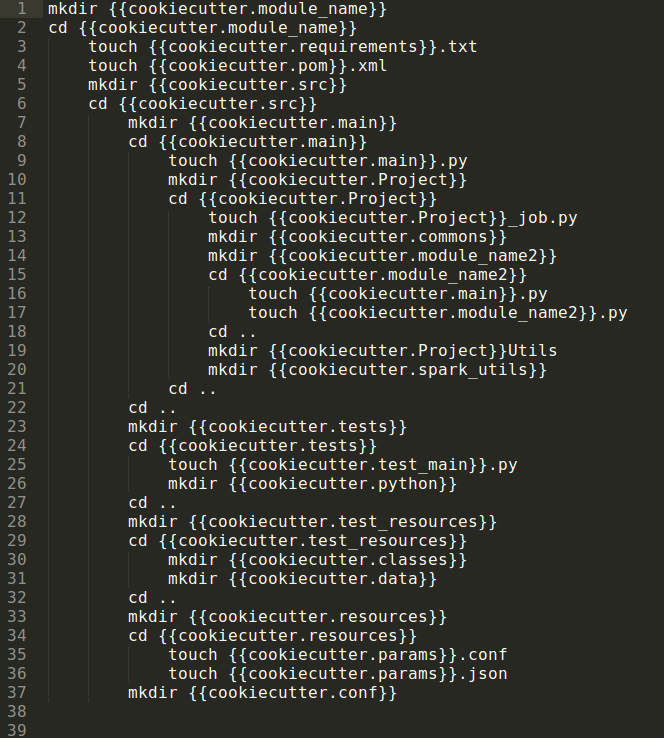 1 mkdir {{cookiecutter.module_name}}
2 cd {{cookiecutter.module_name}}
3 touch {{cookiecutter.requirements}}.txt
4 touch {{cookiecutter.pom}}.xml
5 mkdir {{cookiecutter.src}}
6 cd {{cookiecutter.src}}
7 mkdir {{cookiecutter.main}}
8 cd {{cookiecutter.main}}
9 touch {{cookiecutter.main}}.py
10 mkdir {{cookiecutter.Project}}
11 cd {{cookiecutter.Project}}
12 touch {{cookiecutter.Project}}_job.py
13 mkdir {{cookiecutter.commons}}
14 mkdir {{cookiecutter.module_name2}}
15 cd {{cookiecutter.module_name2}}
16 touch {{cookiecutter.main}}.py
17 touch {{cookiecutter.module_name2}}.py
18 cd ..
19 mkdir {{cookiecutter.Project}}Utils
20 mkdir {{cookiecutter.spark_utils}}
21 cd ..
22 cd ..
23 mkdir {{cookiecutter.tests}}
24 cd {{cookiecutter.tests}}
25 touch {{cookiecutter.test_main}}.py
26 mkdir {{cookiecutter.python}}
27 cd ..
28 mkdir {{cookiecutter.test_resources}}
29 cd {{cookiecutter.test_resources}}
30 mkdir {{cookiecutter.classes}}
31 mkdir {{cookiecutter.data}}
32 cd ..
33 mkdir {{cookiecutter.resources}}
34 cd {{cookiecutter.resources}}
35 touch {{cookiecutter.params}}.conf
36 touch {{cookiecutter.params}}.json
37 mkdir {{cookiecutter.conf}}
38
39